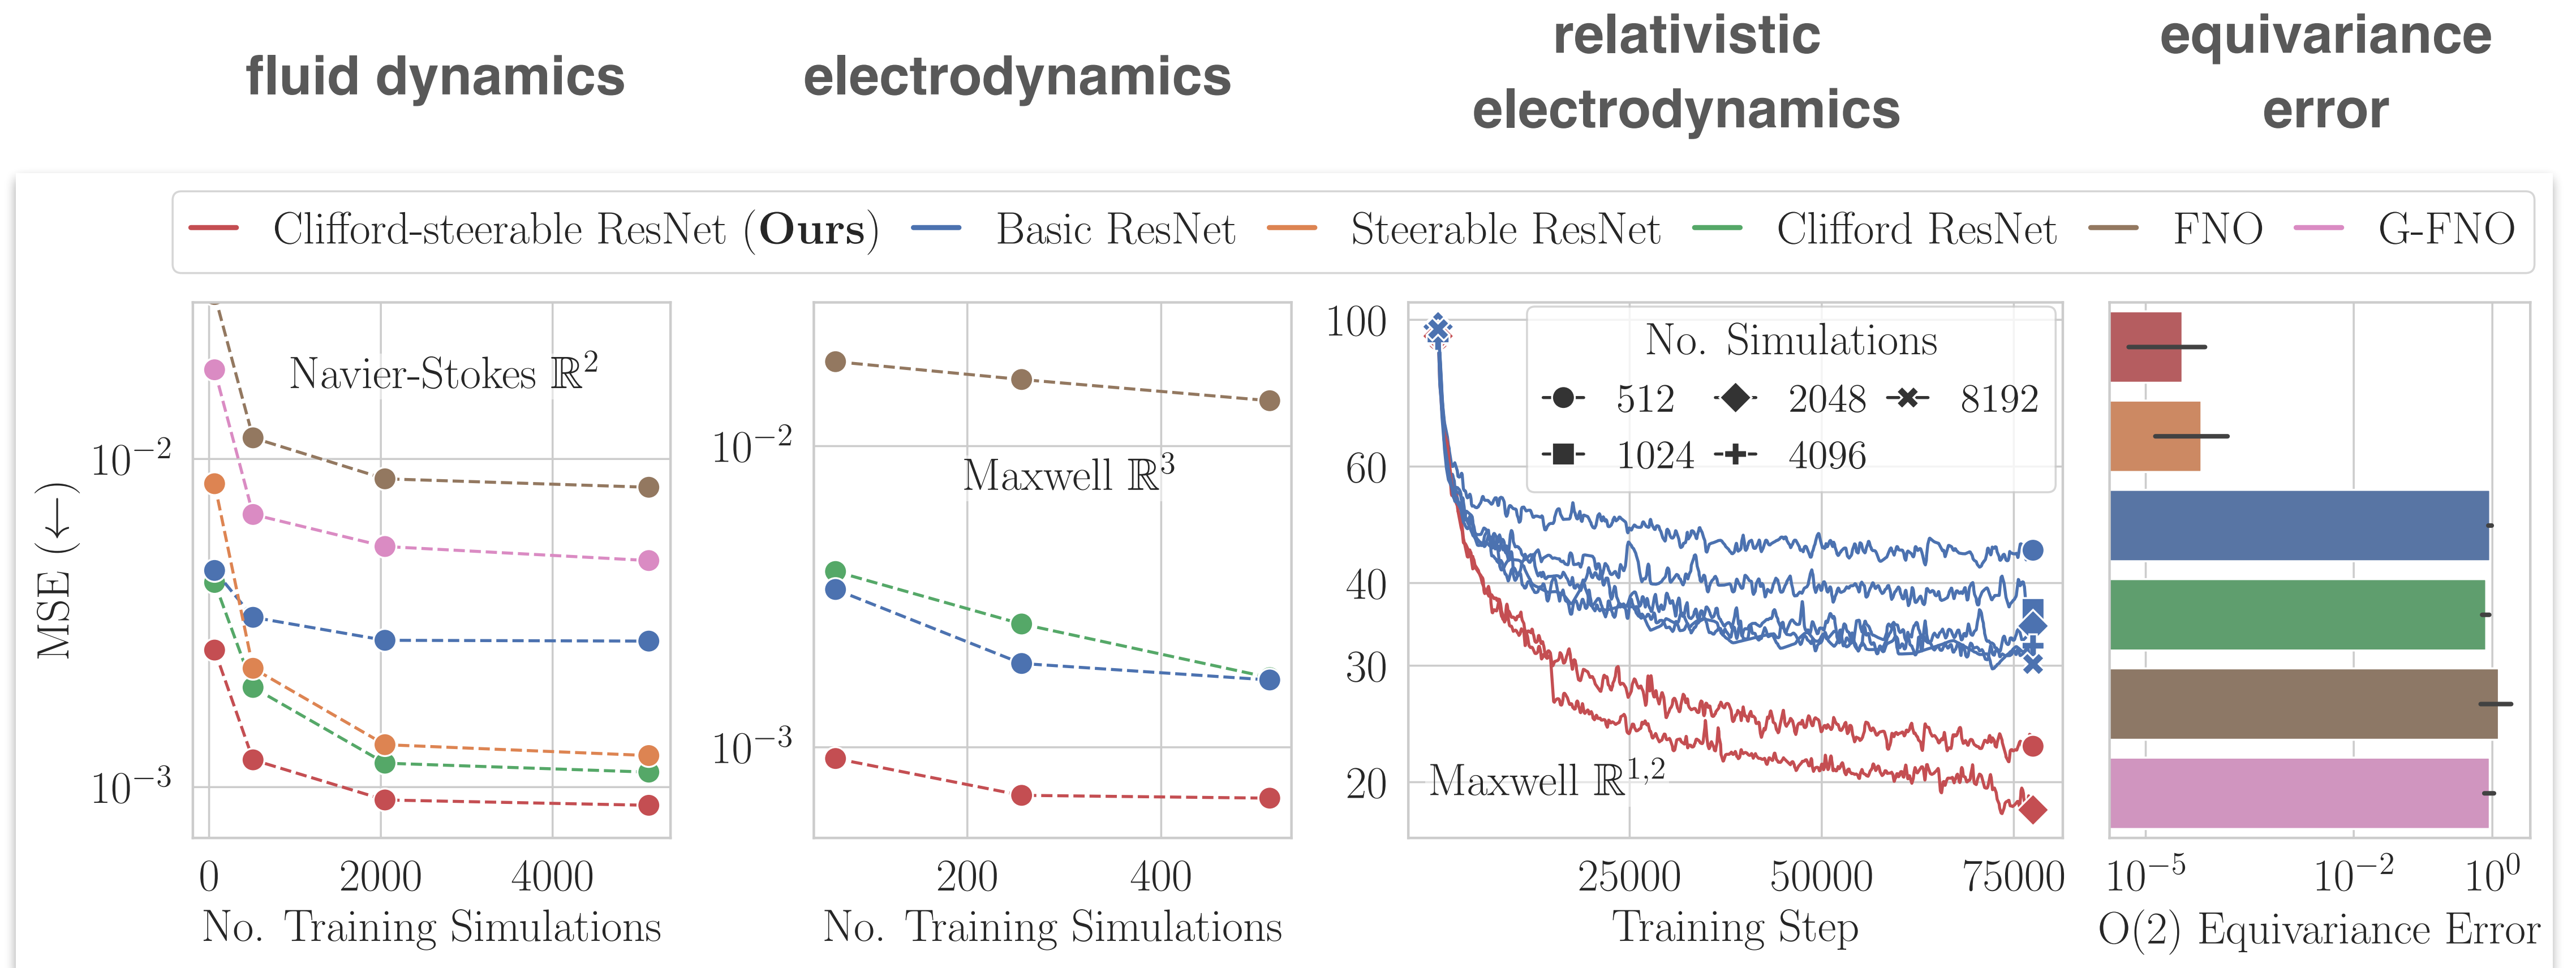 fluid dynamics
electrodynamics
relativistic
electrodynamics
equivariance
error
Clifford-steerable ResNet (Ours) Basic ResNet Steerable ResNet Clifford ResNet FNO G-FNO
MSE (←)
10⁻²
10⁻³
Navier-Stokes ℝ²
0 2000 4000
No. Training Simulations
10⁻²
10⁻³
Maxwell ℝ³
200 400
No. Training Simulations
100
60
40
30
20
No. Simulations
512 2048 8192
1024 4096
Maxwell ℝ¹,²
25000 50000 75000
Training Step
10⁻⁵ 10⁻² 10⁰
O(2) Equivariance Error